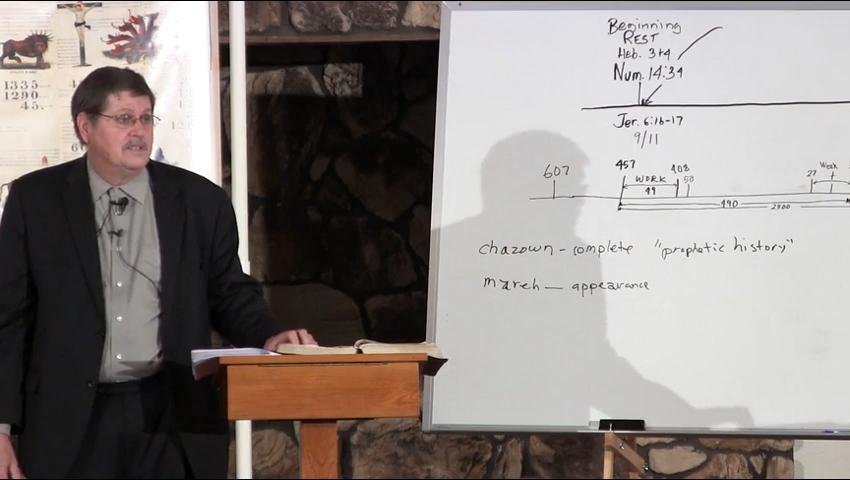 1335
1290
45.
Beginning
REST
Heb. 3+4
Num. 14:34
Jer. 6:16-17
9/11
607
457
WORK
408
49
50
27
Week
490
2300
chazown - complete "prophetic history"
mareh - appearance